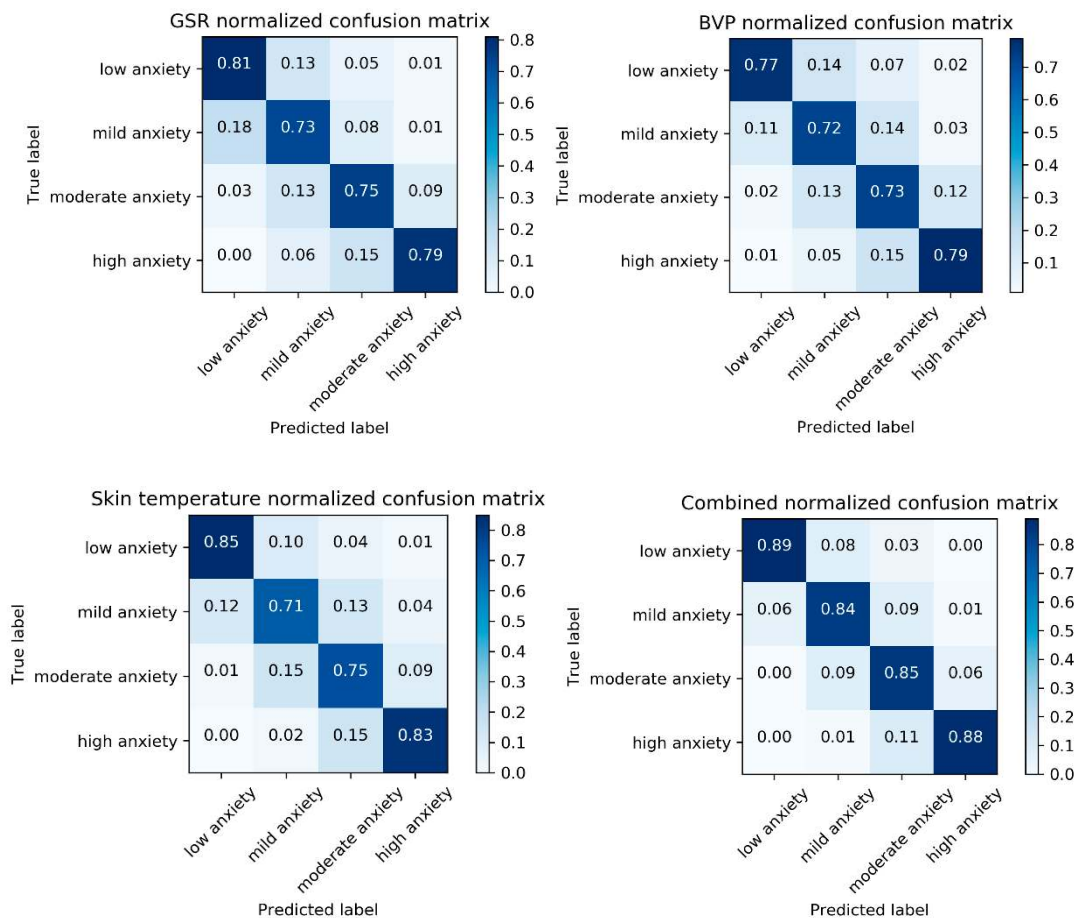 GSR normalized confusion matrix
low anxiety 0.81 0.13 0.05 0.01
mild anxiety 0.18 0.73 0.08 0.01
moderate anxiety 0.03 0.13 0.75 0.09
high anxiety 0.00 0.06 0.15 0.79
True label
0.8
0.7
0.6
0.5
0.4
0.3
0.2
0.1
0.0
low anxiety
mild anxiety
moderate anxiety
high anxiety
Predicted label
BVP normalized confusion matrix
low anxiety 0.77 0.14 0.07 0.02
mild anxiety 0.11 0.72 0.14 0.03
moderate anxiety 0.02 0.13 0.73 0.12
high anxiety 0.01 0.05 0.15 0.79
True label
0.7
0.6
0.5
0.4
0.3
0.2
0.1
low anxiety
mild anxiety
moderate anxiety
high anxiety
Predicted label
Skin temperature normalized confusion matrix
low anxiety 0.85 0.10 0.04 0.01
mild anxiety 0.12 0.71 0.13 0.04
moderate anxiety 0.01 0.15 0.75 0.09
high anxiety 0.00 0.02 0.15 0.83
True label
0.8
0.7
0.6
0.5
0.4
0.3
0.2
0.1
0.0
low anxiety
mild anxiety
moderate anxiety
high anxiety
Predicted label
Combined normalized confusion matrix
low anxiety 0.89 0.08 0.03 0.00
mild anxiety 0.06 0.84 0.09 0.01
moderate anxiety 0.00 0.09 0.85 0.06
high anxiety 0.00 0.01 0.11 0.88
True label
0.8
0.7
0.6
0.5
0.4
0.3
0.2
0.1
0.0
low anxiety
mild anxiety
moderate anxiety
high anxiety
Predicted label